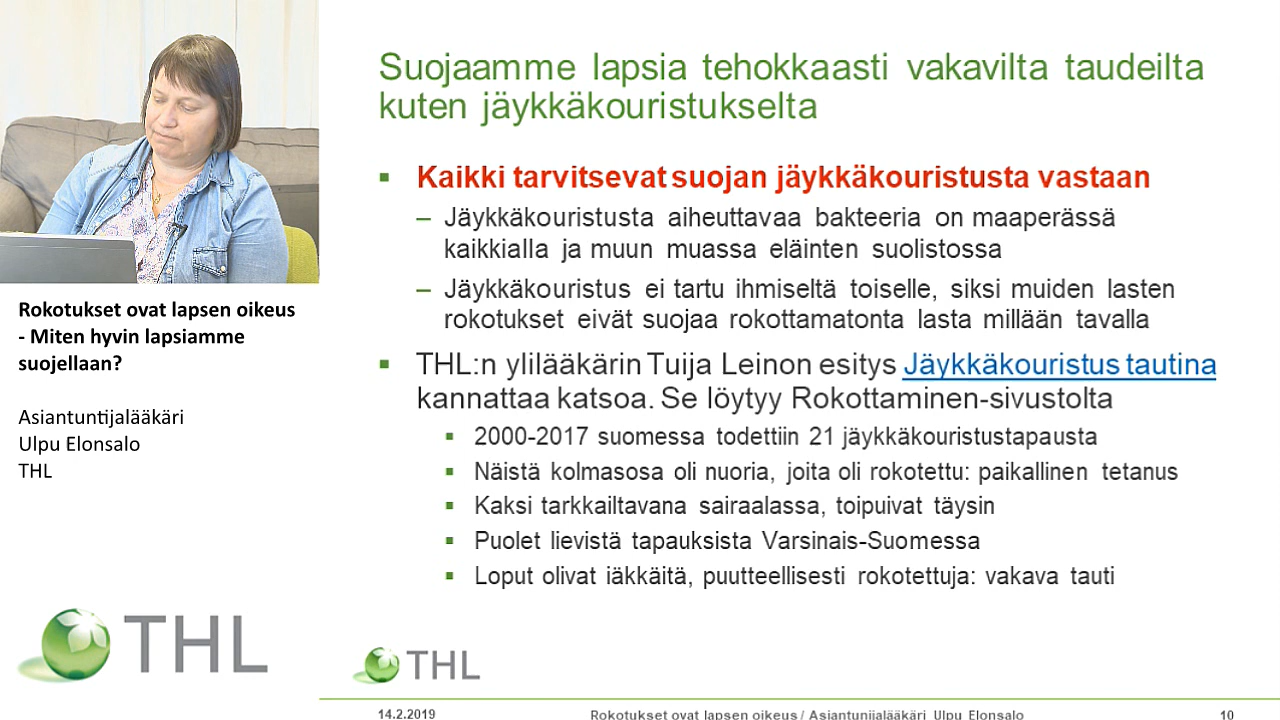 Suojaamme lapsia tehokkaasti vakavilta taudeilta
kuten jäykkäkouristukselta
Kaikki tarvitsevat suojan jäykkäkouristusta vastaan
– Jäykkäkouristusta aiheuttavaa bakteeria on maaperässä
kaikkialla ja muun muassa eläinten suolistossa
– Jäykkäkouristus ei tartu ihmiseltä toiselle, siksi muiden lasten
rokotukset eivät suojaa rokottamatonta lasta millään tavalla
THL:n ylilääkärin Tuija Leinon esitys Jäykkäkouristus tautina
kannattaa katsoa. Se löytyy Rokottaminen-sivustolta
2000-2017 suomessa todettiin 21 jäykkäkouristustapausta
Näistä kolmasosa oli nuoria, joita oli rokotettu: paikallinen tetanus
Kaksi tarkkailtavana sairaalassa, toipuivat täysin
Puolet lievistä tapauksista Varsinais-Suomessa
Loput olivat iäkkäitä, puutteellisesti rokotettuja: vakava tauti
Rokotukset ovat lapsen oikeus
- Miten hyvin lapsiamme
suojellaan?
Asiantuntijalääkäri
Ulpu Elonsalo
THL
THL
THL
14.2.2019
Rokotukset ovat lapsen oikeus / Asiantunijalääkäri Ulpu Elonsalo
10